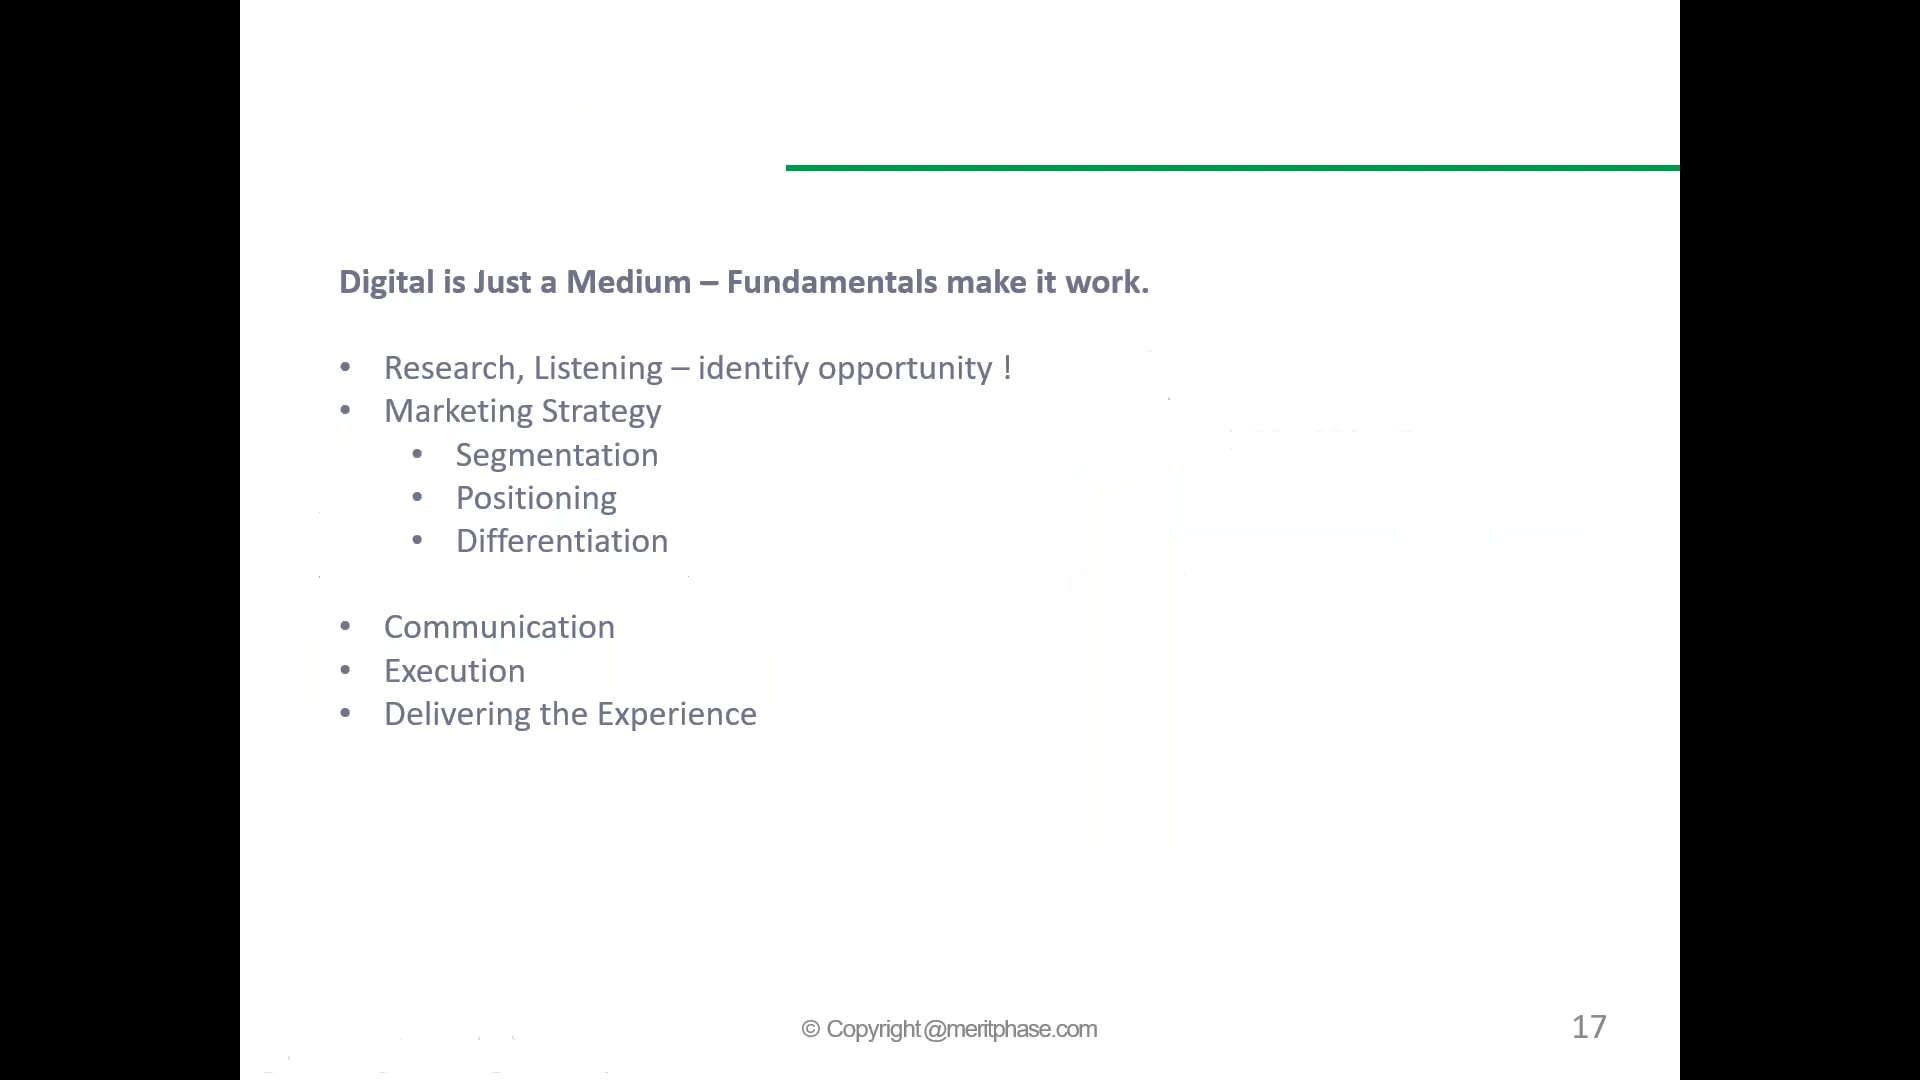 Digital is Just a Medium – Fundamentals make it work.
• Research, Listening – identify opportunity !
• Marketing Strategy
• Segmentation
• Positioning
• Differentiation
• Communication
• Execution
• Delivering the Experience
© Copyright @meritphase.com
17